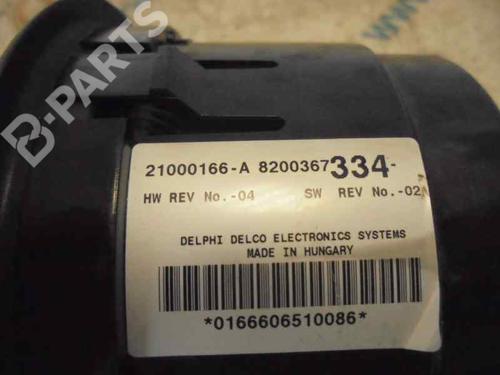 B-PARTS
21000166-A 8200367334-
HW REV No.-04 SW REV No.-02
DELPHI DELCO ELECTRONICS SYSTEMS
MADE IN HUNGARY
*0166606510086*